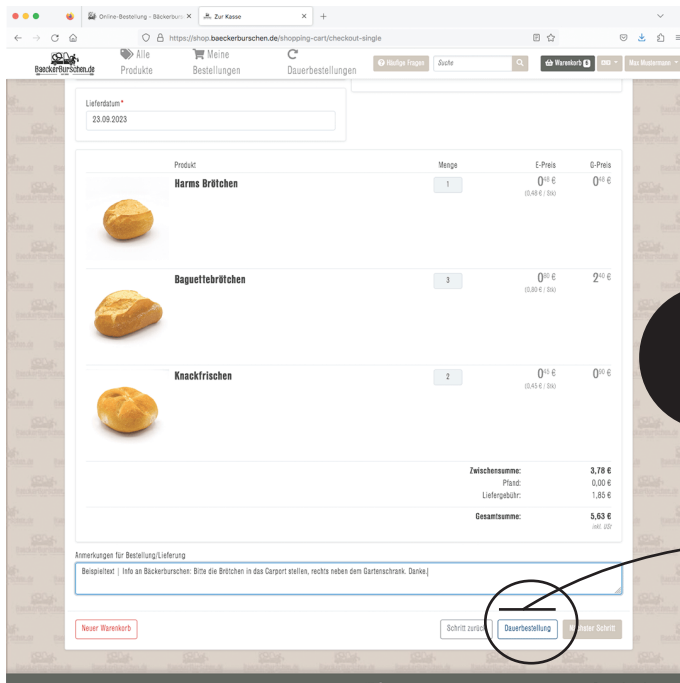 Online-Bestellung - Bäckerburs
Zur Kasse
https://shop.baeckerburschen.de/shopping-cart/checkout-single
BaeckerBurschen.de
Alle Produkte
Meine Bestellungen
Dauerbestellungen
Häufige Fragen
Suche
Warenkorb 6
Max Mustermann
Lieferdatum*
23.09.2023
Produkt Menge E-Preis G-Preis
Harms Brötchen 1 0,48 € 0,48 €
(0,48 € / Stk)
Baguettebrötchen 3 0,80 € 2,40 €
(0,80 € / Stk)
Knackfrischen 2 0,45 € 0,90 €
(0,45 € / Stk)
Zwischensumme: 3,78 €
Pfand: 0,00 €
Liefergebühr: 1,85 €
Gesamtsumme: 5,63 €
inkl. USt
Anmerkungen für Bestellung/Lieferung
Beispieltext | Info an Bäckerburschen: Bitte die Brötchen in das Carport stellen, rechts neben dem Gartenschrank. Danke.
Neuer Warenkorb
Schritt zurück
Dauerbestellung
Nächster Schritt